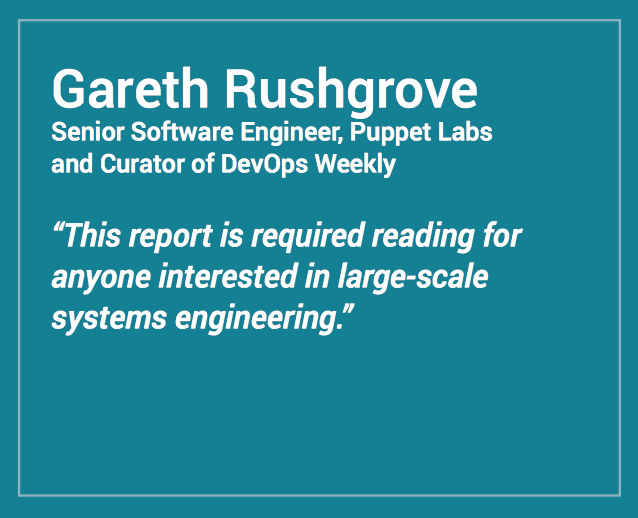 Gareth Rushgrove
Senior Software Engineer, Puppet Labs
and Curator of DevOps Weekly
“This report is required reading for
anyone interested in large-scale
systems engineering.”